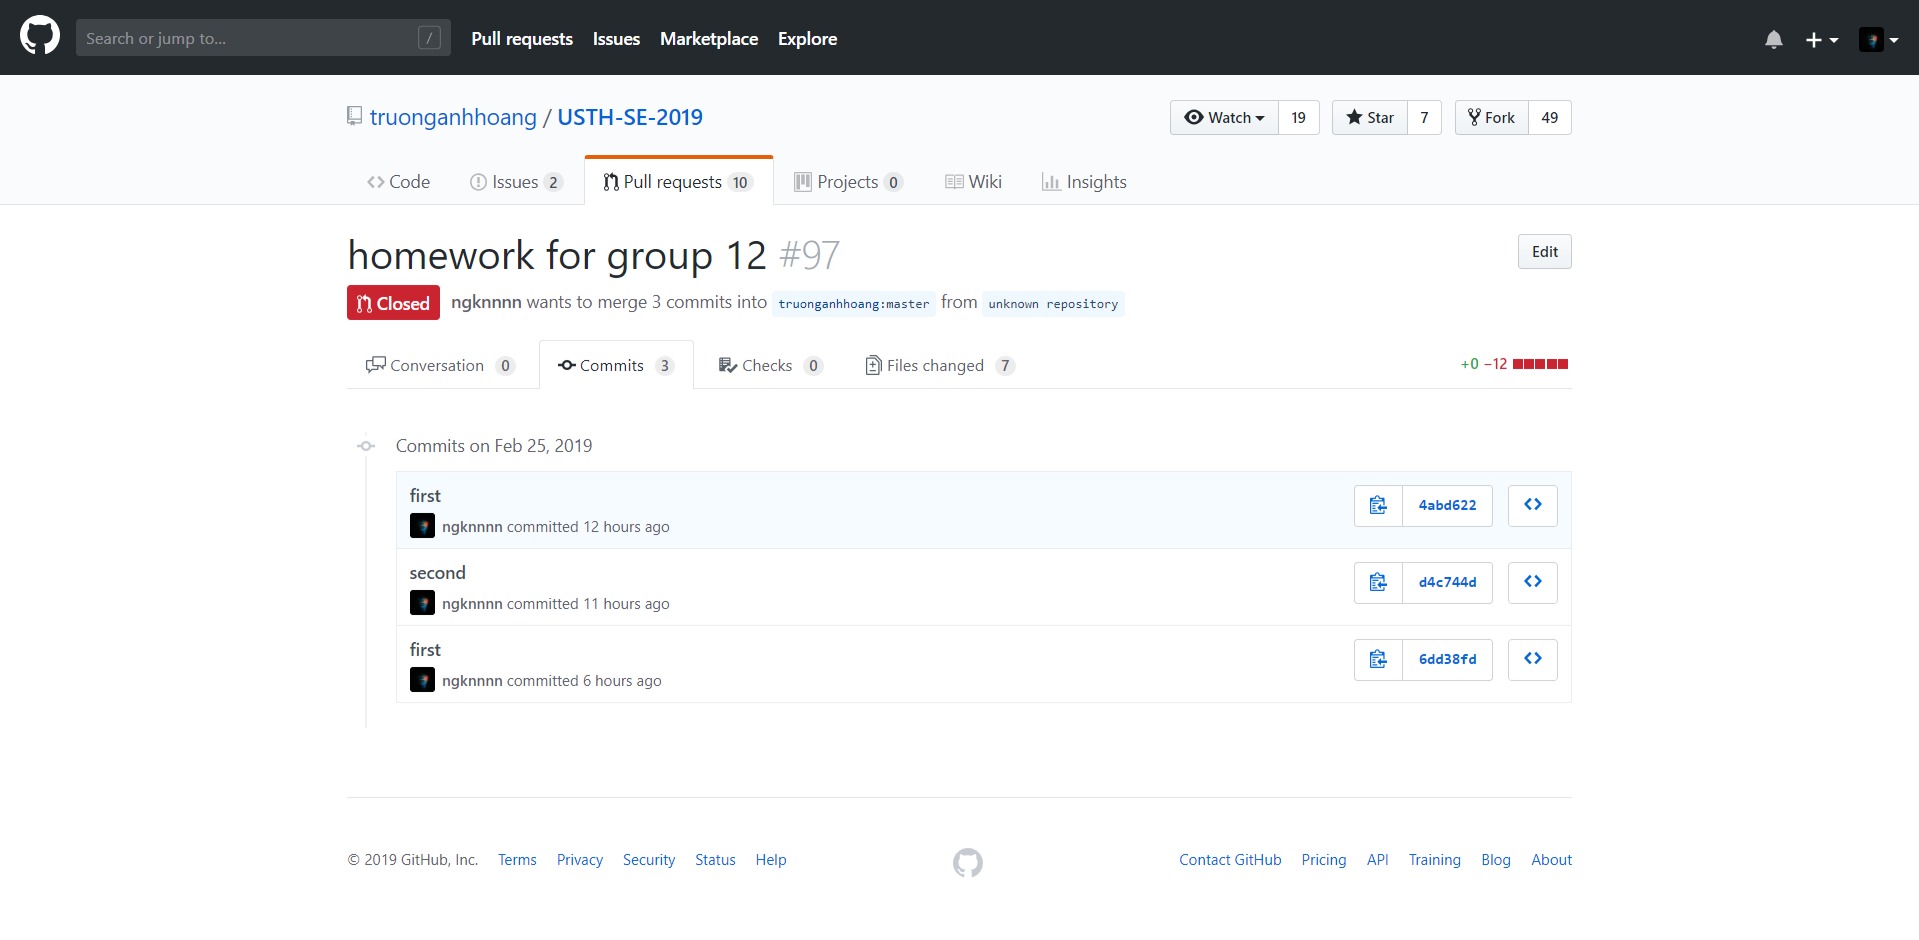 Search or jump to... / Pull requests Issues Marketplace Explore
truonganhhoang / USTH-SE-2019 Watch 19 Star 7 Fork 49
Code Issues 2 Pull requests 10 Projects 0 Wiki Insights
homework for group 12 #97 Edit
Closed ngknnnn wants to merge 3 commits into truonganhhoang:master from unknown repository
Conversation 0 Commits 3 Checks 0 Files changed 7 +0 −12
Commits on Feb 25, 2019
first
ngknnnn committed 12 hours ago 4abd622
second
ngknnnn committed 11 hours ago d4c744d
first
ngknnnn committed 6 hours ago 6dd38fd
© 2019 GitHub, Inc. Terms Privacy Security Status Help Contact GitHub Pricing API Training Blog About